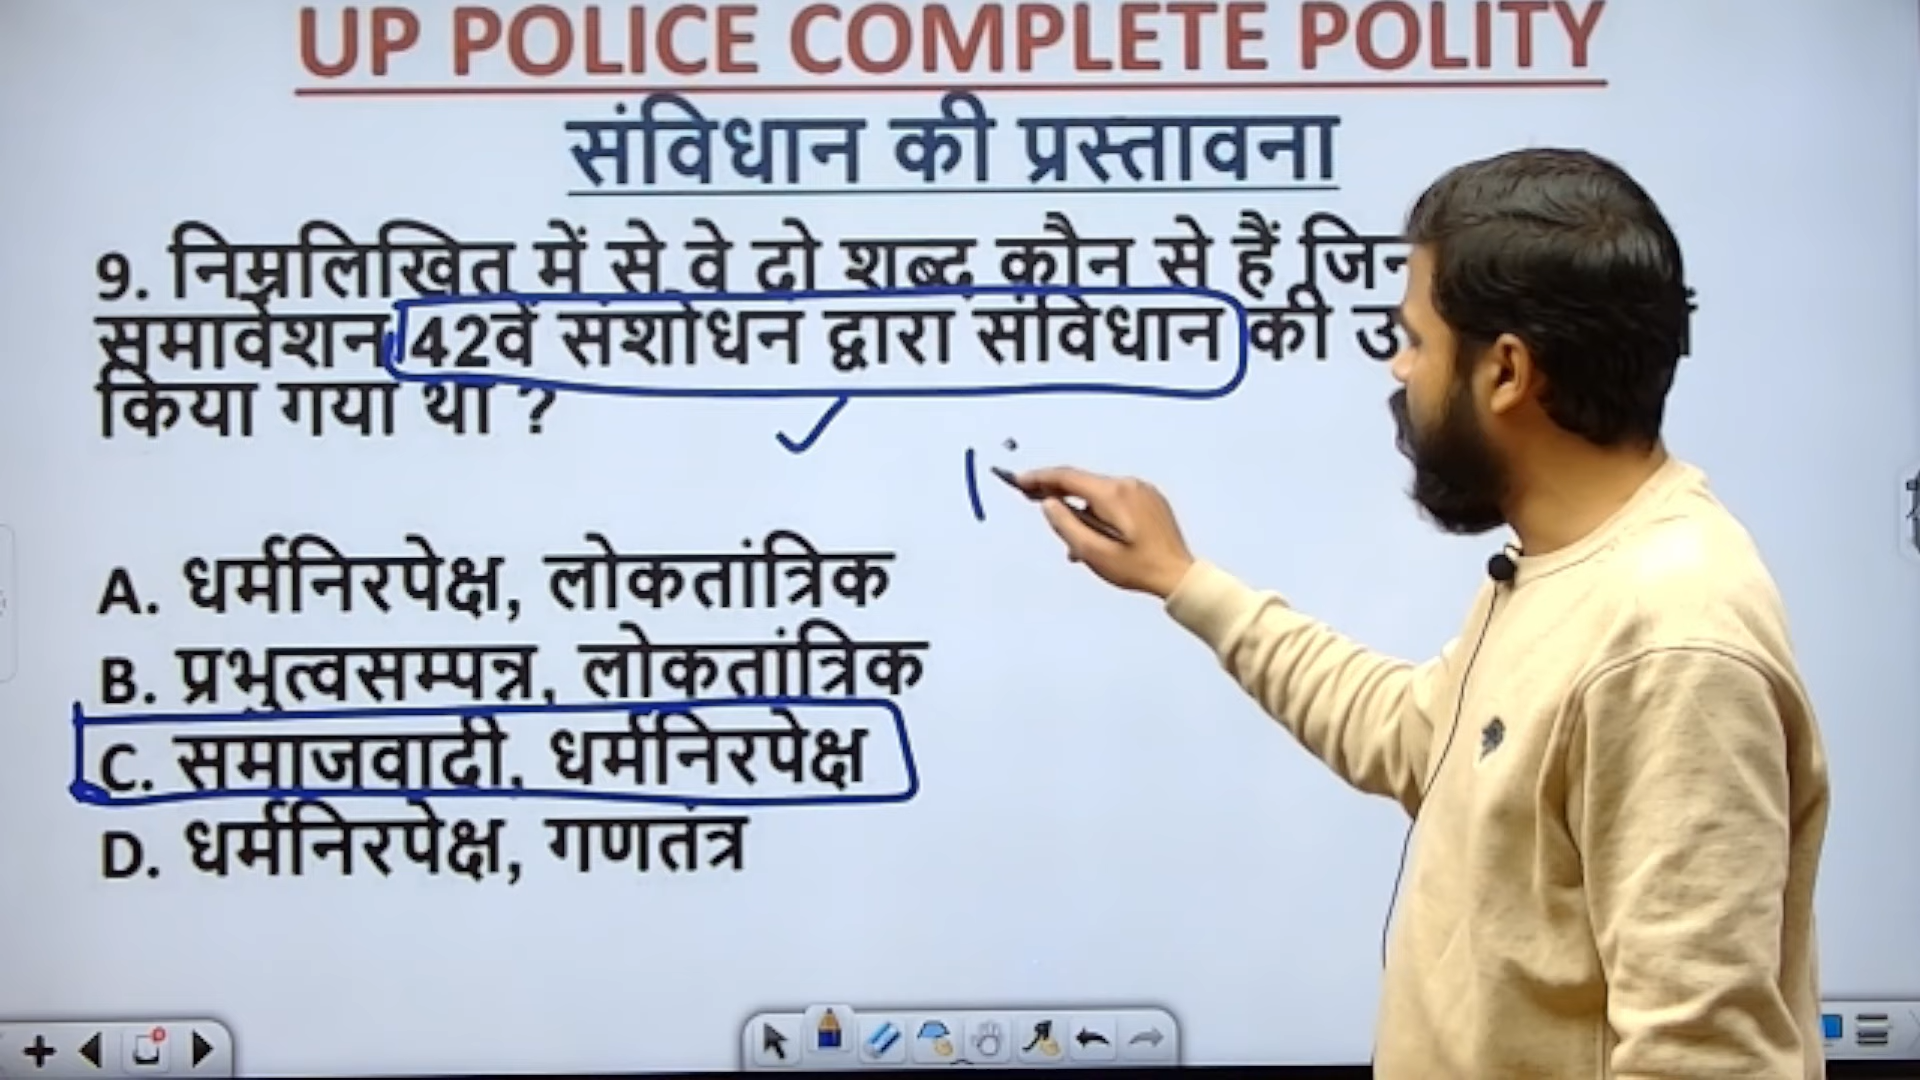 UP POLICE COMPLETE POLITY
संविधान की प्रस्तावना
9. निम्नलिखित में से वे दो शब्द कौन से हैं
समावेशन 42वें संशोधन द्वारा संविधान की
किया गया था ?
A. धर्मनिरपेक्ष, लोकतांत्रिक
B. प्रभुत्वसम्पन्न, लोकतांत्रिक
C. समाजवादी, धर्मनिरपेक्ष
D. धर्मनिरपेक्ष, गणतंत्र